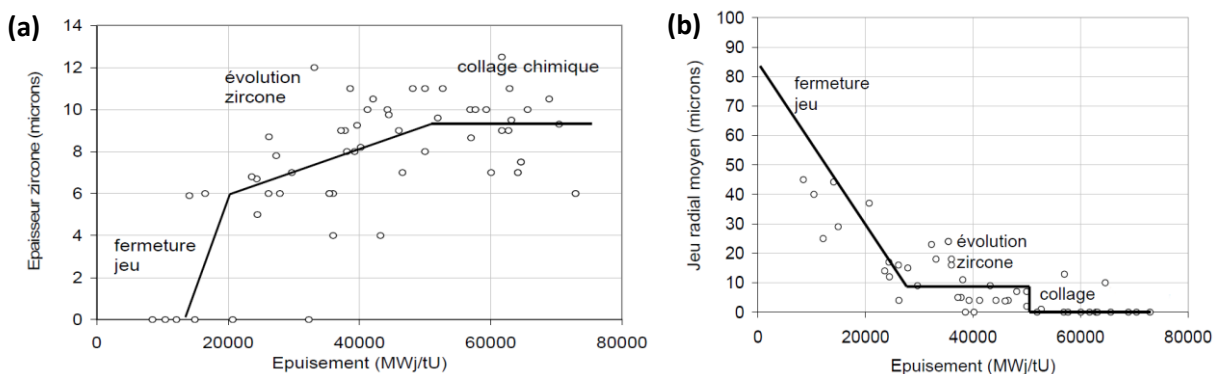 (a)
14
12
10
8
6
4
2
0
Epaisseur zircone (microns)
évolution
zircone
collage chimique
fermeture
jeu
0
20000
40000
60000
80000
Epuisement (MWj/tU)
(b)
100
90
80
70
60
50
40
30
20
10
0
Jeu radial moyen (microns)
fermeture
jeu
évolution
zircone
collage
0
20000
40000
60000
80000
Epuisement (MWj/tU)